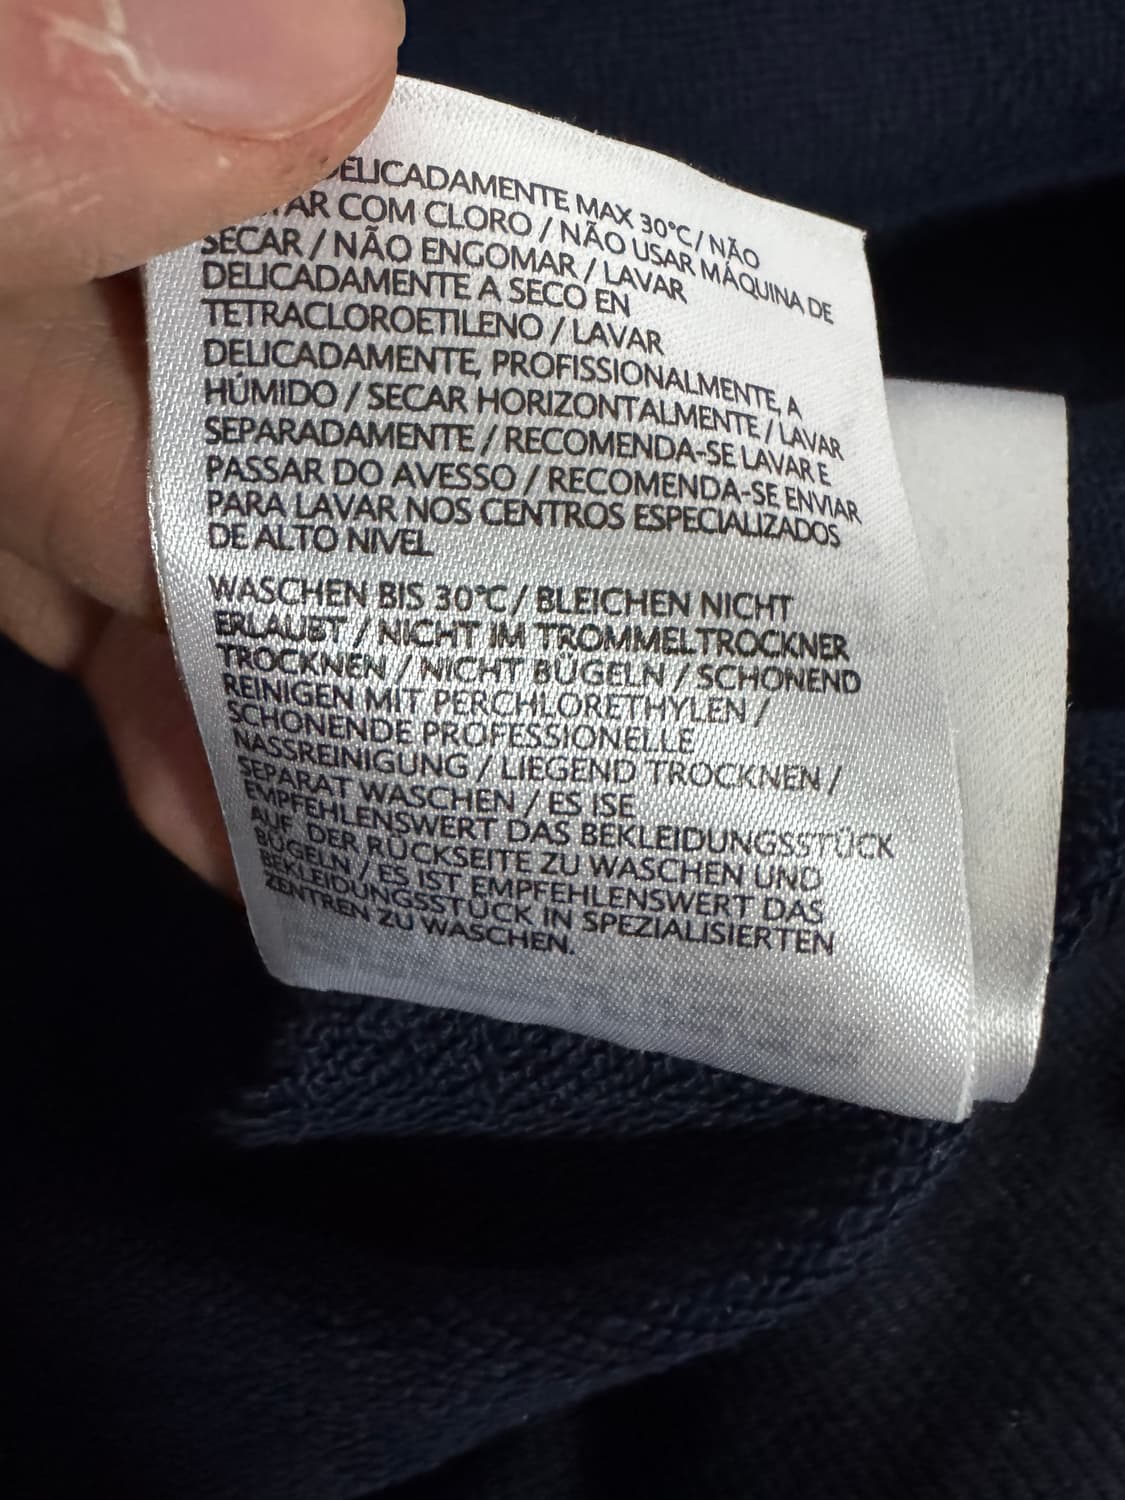 ELICADAMENTE MAX 30°C / NÃO
TAR COM CLORO / NÃO USAR MÁQUINA DE
SECAR / NÃO ENGOMAR / LAVAR
DELICADAMENTE A SECO EN
TETRACLOROETILENO / LAVAR
DELICADAMENTE, PROFISSIONALMENTE, A
HÚMIDO / SECAR HORIZONTALMENTE / LAVAR
SEPARADAMENTE / RECOMENDA-SE LAVAR E
PASSAR DO AVESSO / RECOMENDA-SE ENVIAR
PARA LAVAR NOS CENTROS ESPECIALIZADOS
DE ALTO NIVEL
WASCHEN BIS 30°C / BLEICHEN NICHT
ERLAUBT / NICHT IM TROMMELTROCKNER
TROCKNEN / NICHT BÜGELN / SCHONEND
REINIGEN MIT PERCHLORETHYLEN /
SCHONENDE PROFESSIONELLE
NASSREINIGUNG / LIEGEND TROCKNEN /
SEPARAT WASCHEN / ES ISE
EMPFEHLENSWERT DAS BEKLEIDUNGSSTÜCK
AUF DER RÜCKSEITE ZU WASCHEN UND
BÜGELN / ES IST EMPFEHLENSWERT DAS
BEKLEIDUNGSSTÜCK IN SPEZIALISIERTEN
ZENTREN ZU WASCHEN.